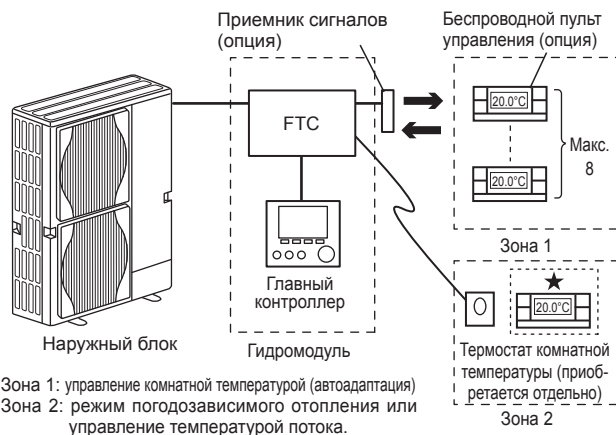 Приемник сигналов
(опция)
Беспроводной пульт
управления (опция)
FTC
20.0°C
20.0°C
Макс.
8
Зона 1
Главный
контроллер
Наружный блок
Гидромодуль
20.0°C
Термостат комнатной
температуры (приоб-
ретается отдельно)
Зона 2
Зона 1: управление комнатной температурой (автоадаптация)
Зона 2: режим погодозависимого отопления или
управление температурой потока.